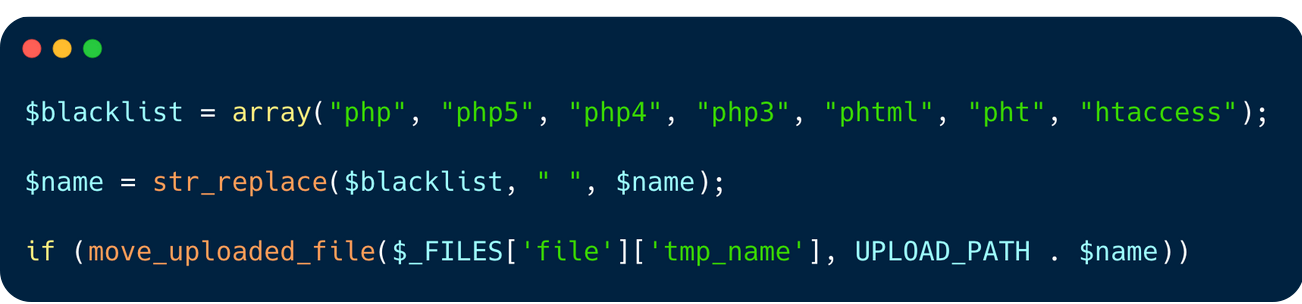 $blacklist = array("php", "php5", "php4", "php3", "phtml", "pht", "htaccess");
$name = str_replace($blacklist, " ", $name);
if (move_uploaded_file($_FILES['file']['tmp_name'], UPLOAD_PATH . $name))